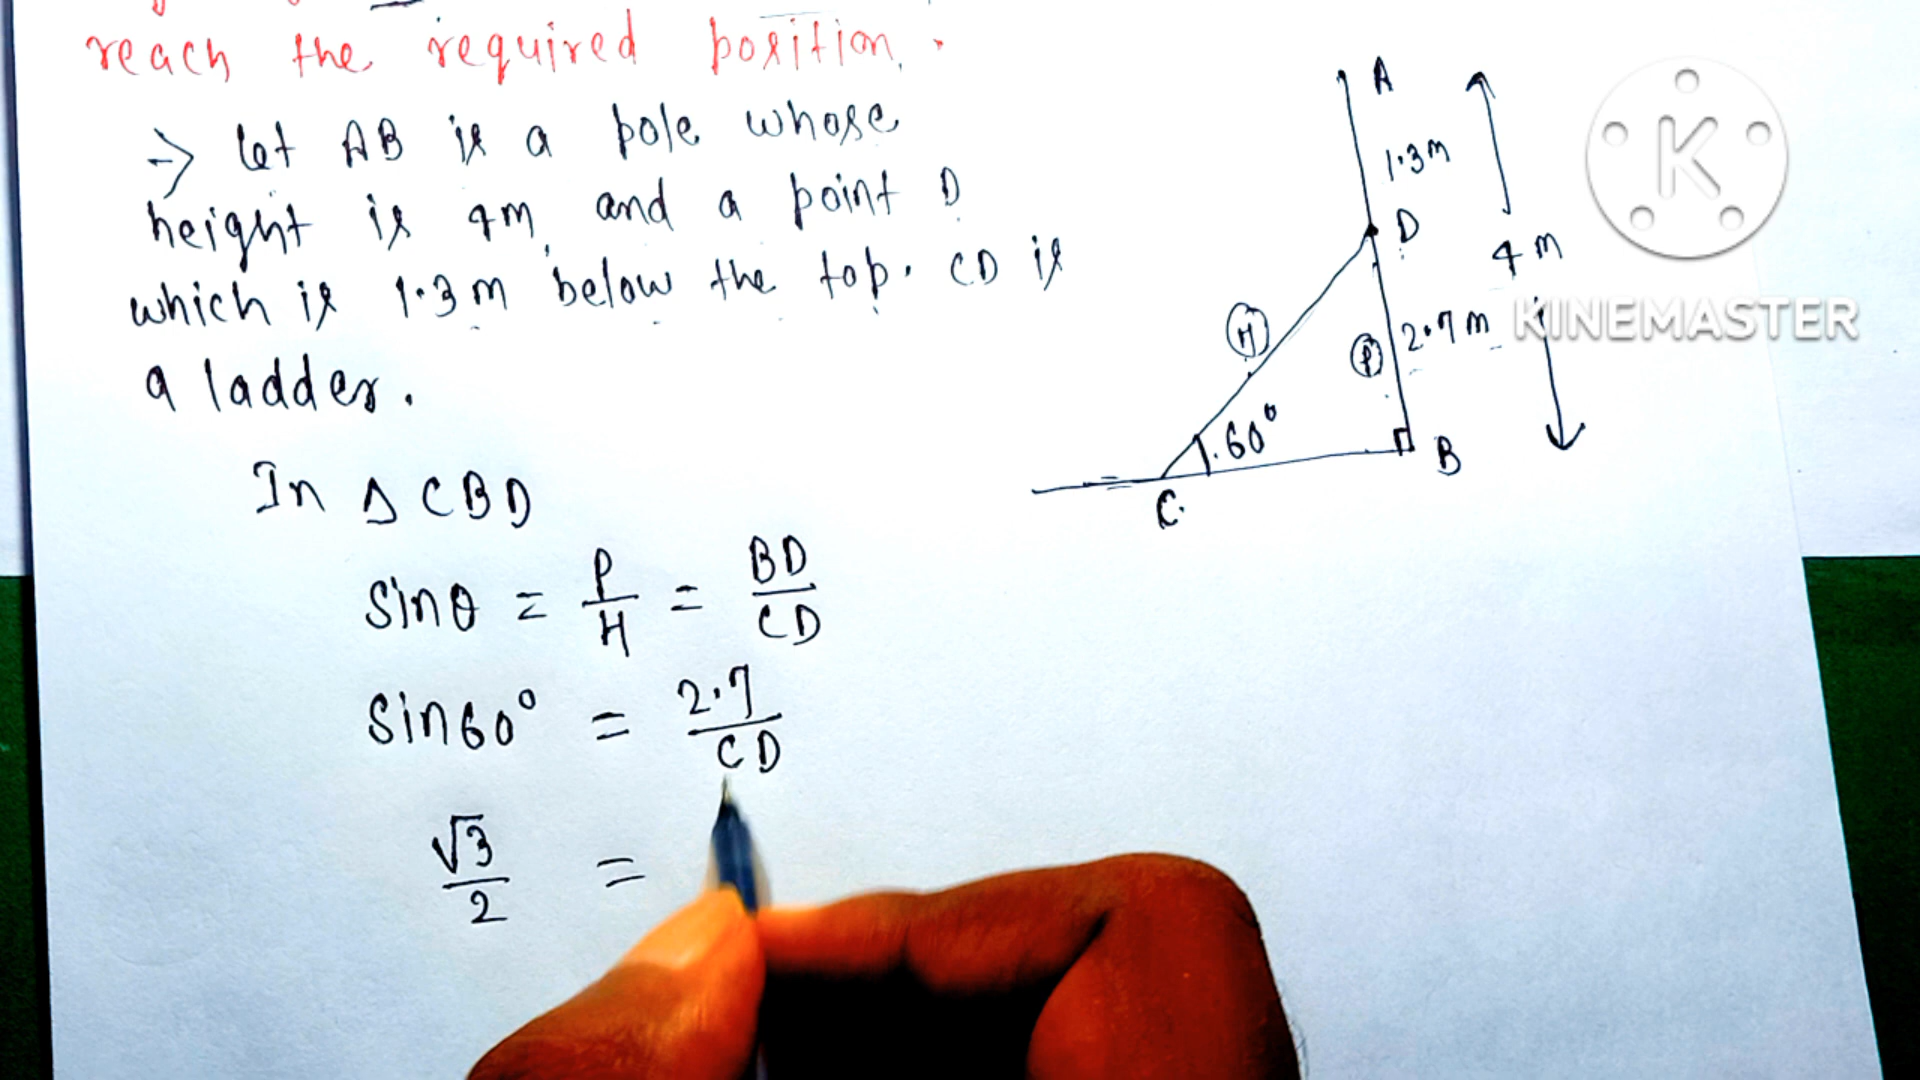 reach the required position.
→ let AB is a pole whose
height is 4m, and a point D
which is 1.3m below the top. CD is
a ladder.
In Δ CBD
Sinθ = P/H = BD/CD
Sin60° = 2.7/CD
√3/2 =
A
1.3m
D
4m
H
P
2.7m
60°
B
C
K
KINEMASTER